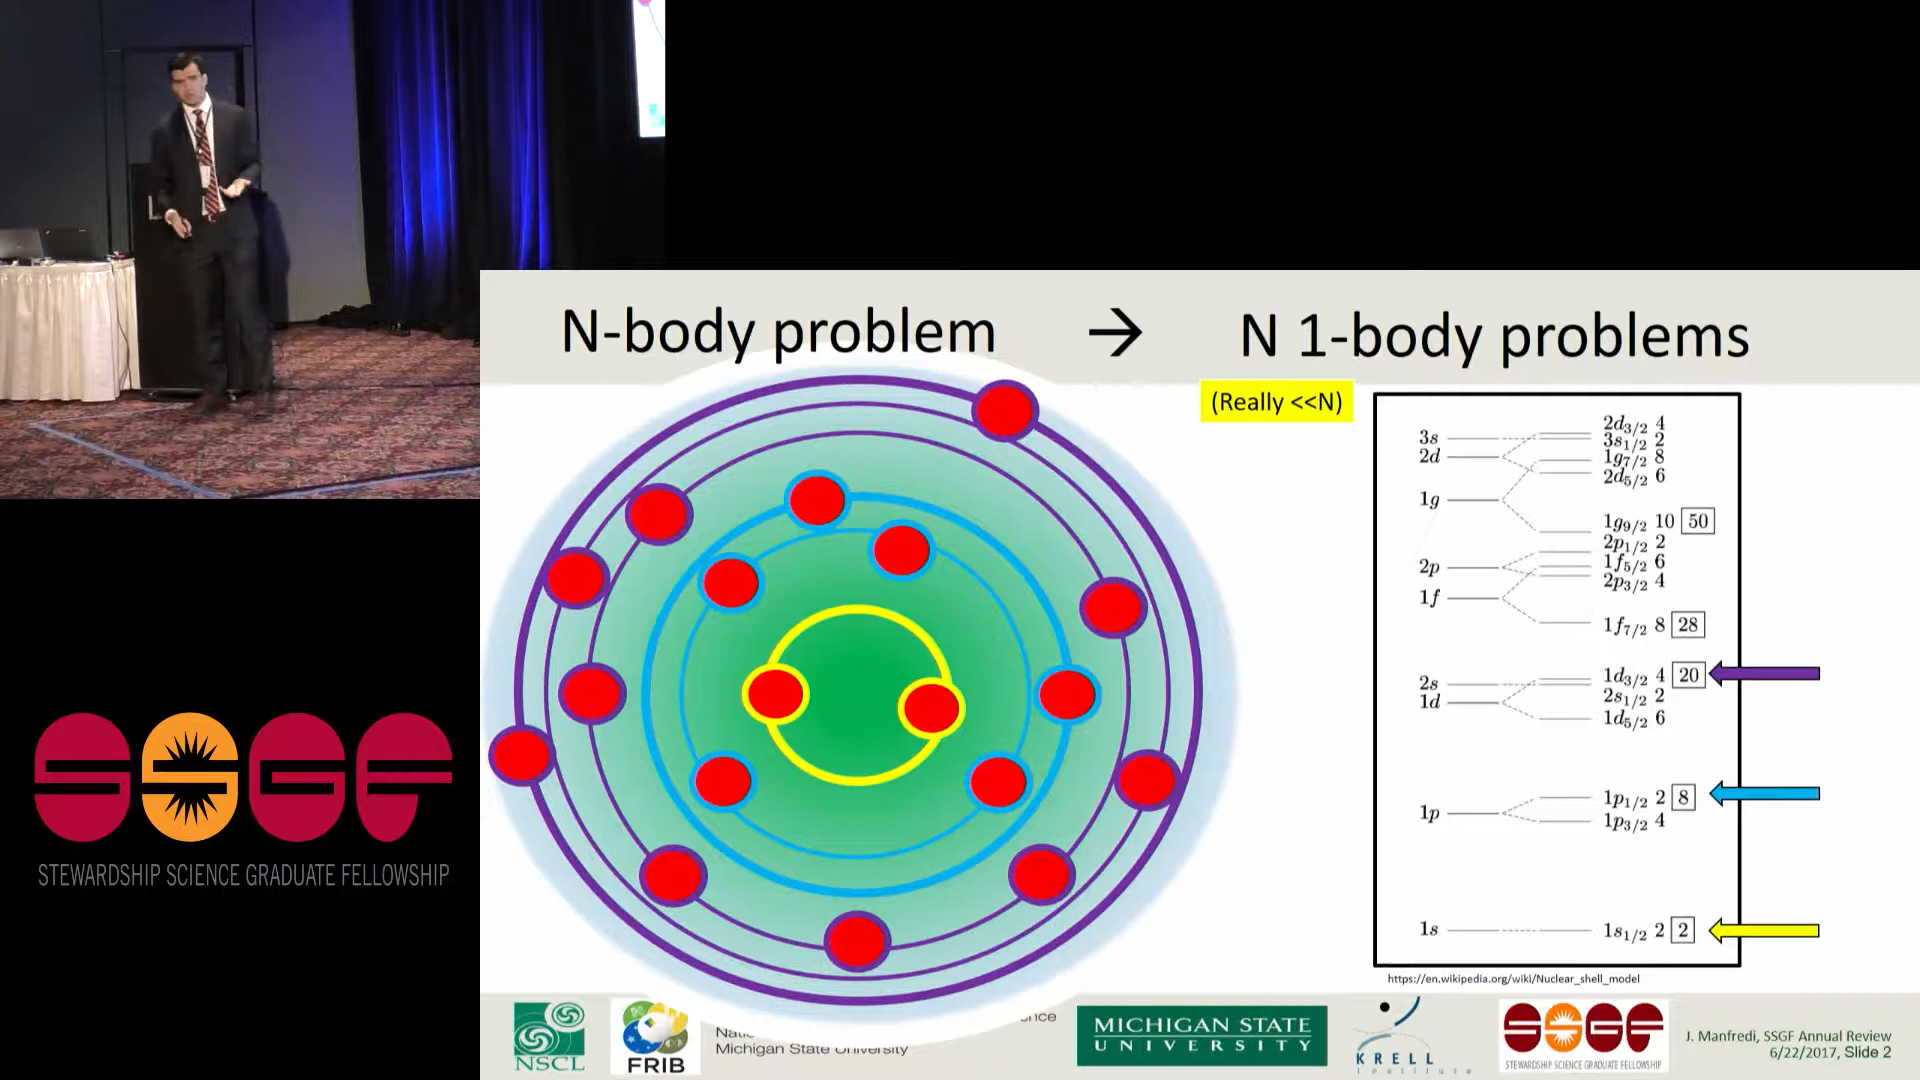 N-body problem → N 1-body problems
(Really <<N)
3s
2d
1g
2p
1f
2s
1d
1p
1s
2d3/2 4
3s1/2 2
1g7/2 8
2d5/2 6
1g9/2 10 50
2p1/2 2
1f5/2 6
2p3/2 4
1f7/2 8 28
1d3/2 4 20
2s1/2 2
1d5/2 6
1p1/2 2 8
1p3/2 4
1s1/2 2 2
https://en.wikipedia.org/wiki/Nuclear_shell_model
SSGF
STEWARDSHIP SCIENCE GRADUATE FELLOWSHIP
NSCL
FRIB
Michigan State University
MICHIGAN STATE
UNIVERSITY
KRELL
Institute
SSGF
STEWARDSHIP SCIENCE GRADUATE FELLOWSHIP
J. Manfredi, SSGF Annual Review
6/22/2017, Slide 2